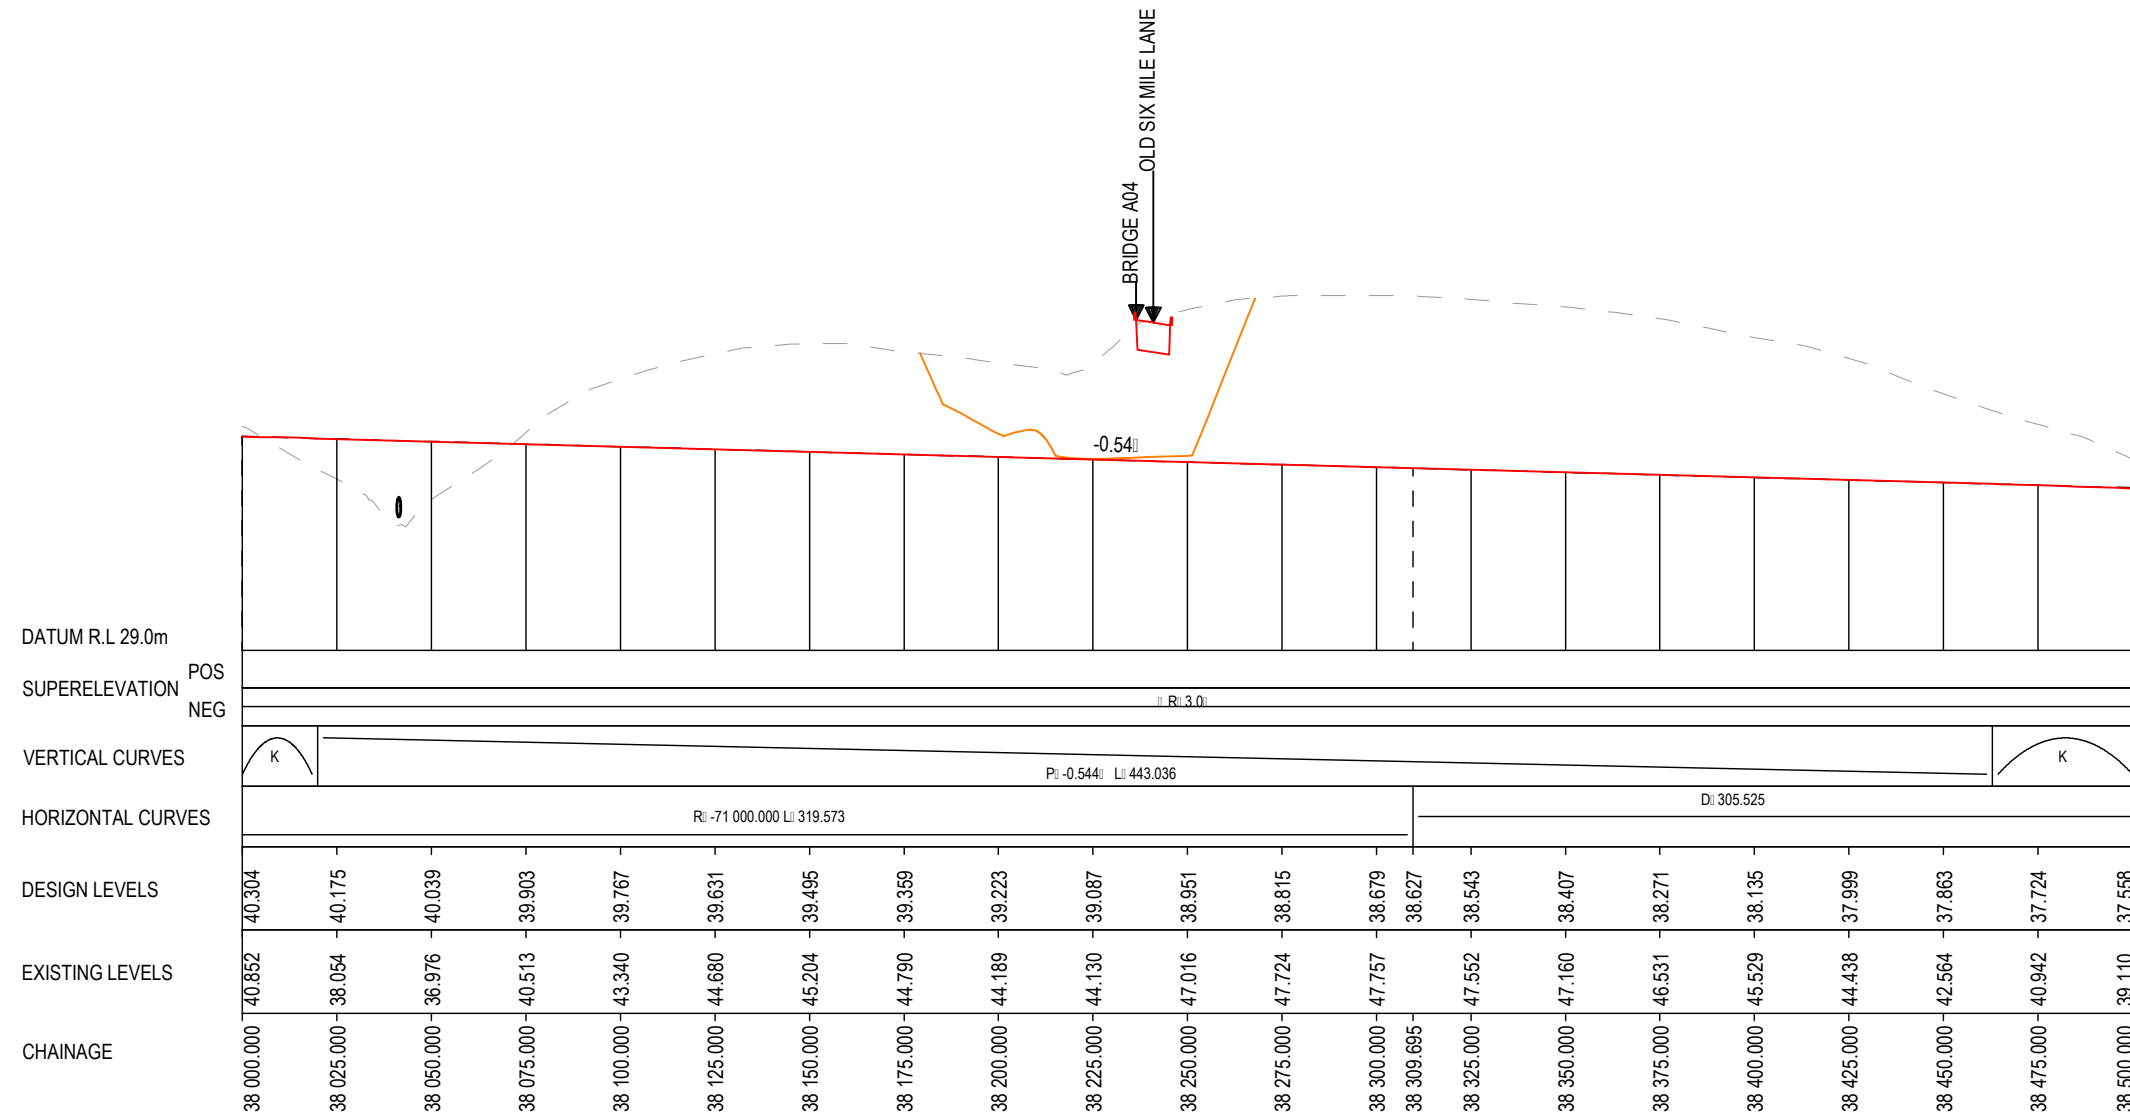 OLD SIX MILE LANE
BRIDGE A04
-0.54
DATUM R.L 29.0m
SUPERELEVATION
POS
NEG
R 3.0
VERTICAL CURVES
K
P -0.544 L 443.036
K
HORIZONTAL CURVES
R -71 000.000 L 319.573
D 305.525
DESIGN LEVELS
40.304 40.175 40.039 39.903 39.767 39.631 39.495 39.359 39.223 39.087 38.951 38.815 38.679 38.627 38.543 38.407 38.271 38.135 37.999 37.863 37.724 37.558
EXISTING LEVELS
40.852 38.054 36.976 40.513 43.340 44.680 45.204 44.790 44.189 44.130 47.016 47.724 47.757 47.552 47.160 46.531 45.529 44.438 42.564 40.942 39.110
CHAINAGE
38 000.000 38 025.000 38 050.000 38 075.000 38 100.000 38 125.000 38 150.000 38 175.000 38 200.000 38 225.000 38 250.000 38 275.000 38 300.000 38 309.695 38 325.000 38 350.000 38 375.000 38 400.000 38 425.000 38 450.000 38 475.000 38 500.000